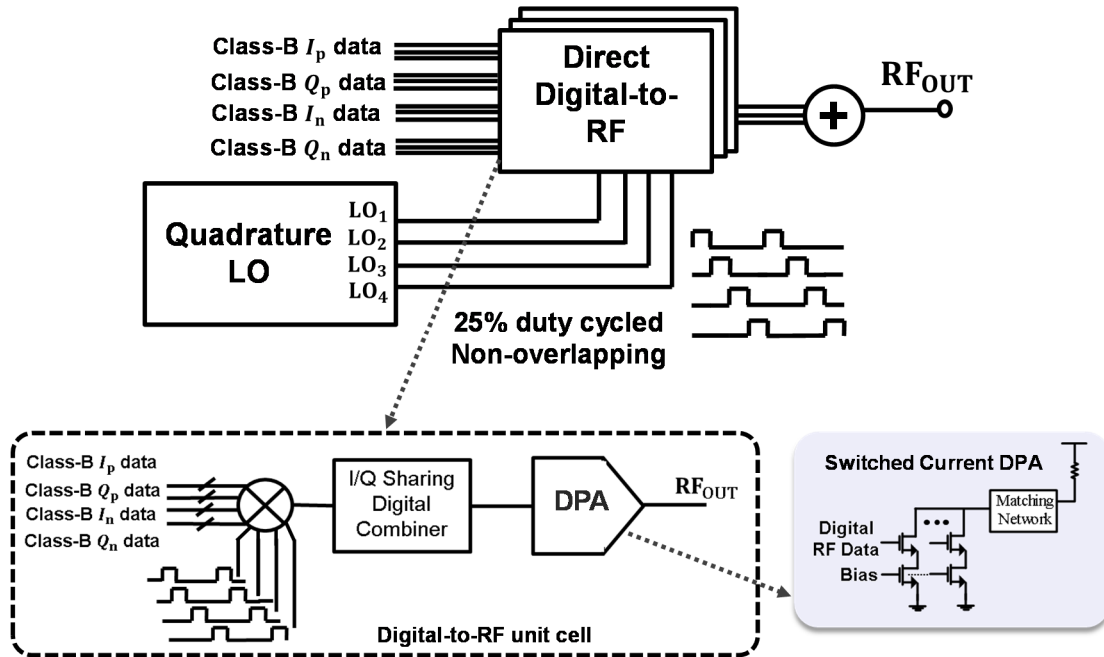 Class-B Iₚ data
Class-B Qₚ data
Class-B Iₙ data
Class-B Qₙ data
Direct
Digital-to-
RF
+
RF_OUT
Quadrature
LO
LO₁
LO₂
LO₃
LO₄
25% duty cycled
Non-overlapping
Class-B Iₚ data
Class-B Qₚ data
Class-B Iₙ data
Class-B Qₙ data
I/Q Sharing
Digital
Combiner
DPA
RF_OUT
Digital-to-RF unit cell
Switched Current DPA
Matching
Network
Digital
RF Data
Bias